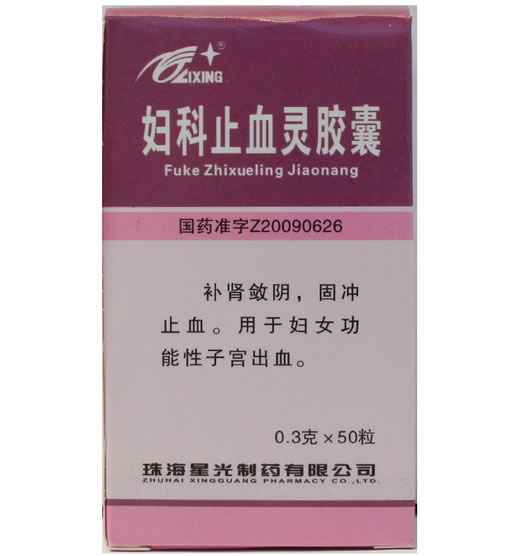 ZIXING®
妇科止血灵胶囊
Fuke Zhixueling Jiaonang
国药准字Z20090626
补肾敛阴，固冲
止血。用于妇女功
能性子宫出血。
0.3克×50粒
珠海星光制药有限公司
ZHUHAI XINGGUANG PHARMACY CO.,LTD.